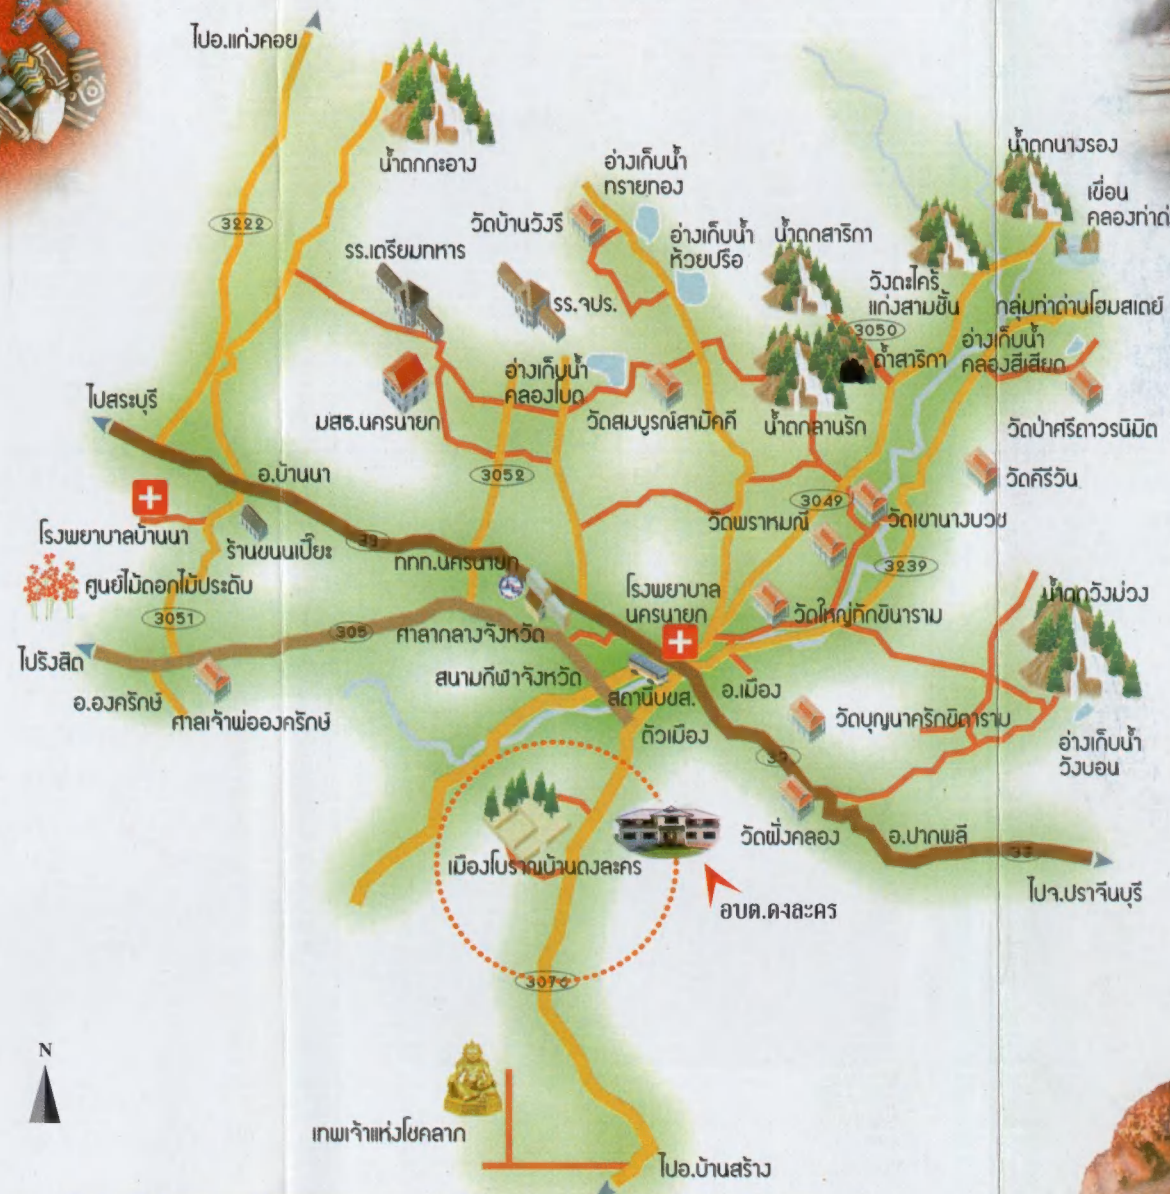 ไปอ.แก่งคอย
น้ำตกกะอาง
อ่างเก็บน้ำ
ทรายทอง
น้ำตกนางรอง
เขื่อน
คลองท่าด่
3222
วัดบ้านวังรี
อ่างเก็บน้ำ
ห้วยปรือ
น้ำตกสาริกา
รร.เตรียมทหาร
รร.จปร.
วังตะไคร้
แก่งสามชั้น
กลุ่มท่าด่านโฮมสเตย์
3050
ถ้ำสาริกา
อ่างเก็บน้ำ
คลองสีเสียด
อ่างเก็บน้ำ
คลองโบด
ไปสระบุรี
มสธ.นครนายก
วัดสมบูรณ์สามัคคี
น้ำตกลานรัก
วัดป่าศรีถาวรนิมิต
อ.บ้านนา
3052
วัดคีรีวัน
3049
โรงพยาบาลบ้านนา
ร้านขนมเปี๊ยะ
33
วัดพราหมณี
วัดเขานางบวช
ททท.นครนายก
3239
ศูนย์ไม้ดอกไม้ประดับ
โรงพยาบาล
นครนายก
น้ำตกวังม่วง
3051
305
ศาลากลางจังหวัด
วัดใหญ่ทักขินาราม
ไปรังสิต
สนามกีฬาจังหวัด
สถานีบขส.
อ.เมือง
อ.องครักษ์
ศาลเจ้าพ่อองครักษ์
ตัวเมือง
วัดบุญนาครักขิตาราม
อ่างเก็บน้ำ
วังบอน
33
วัดฝั่งคลอง
อ.ปากพลี
33
เมืองโบราณบ้านดงละคร
ไปจ.ปราจีนบุรี
อบต.ดงละคร
3076
N
เทพเจ้าแห่งโชคลาภ
ไปอ.บ้านสร้าง